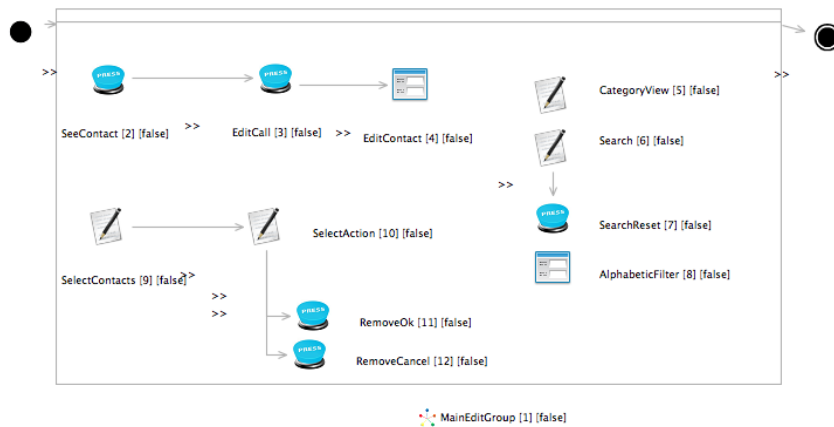 >>
PRESS
PRESS
SeeContact [2] [false]
>>
EditCall [3] [false]
>>
EditContact [4] [false]
CategoryView [5] [false]
>>
Search [6] [false]
>>
PRESS
SearchReset [7] [false]
AlphabeticFilter [8] [false]
SelectContacts [9] [false]
>>
SelectAction [10] [false]
>>
>>
PRESS
RemoveOk [11] [false]
PRESS
RemoveCancel [12] [false]
MainEditGroup [1] [false]